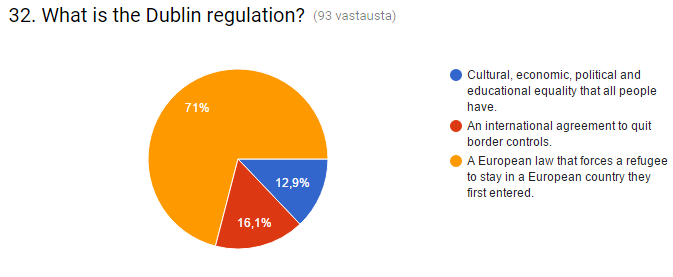 32. What is the Dublin regulation? (93 vastausta)
71%
12,9%
16,1%
Cultural, economic, political and
educational equality that all people
have.
An international agreement to quit
border controls.
A European law that forces a refugee
to stay in a European country they
first entered.